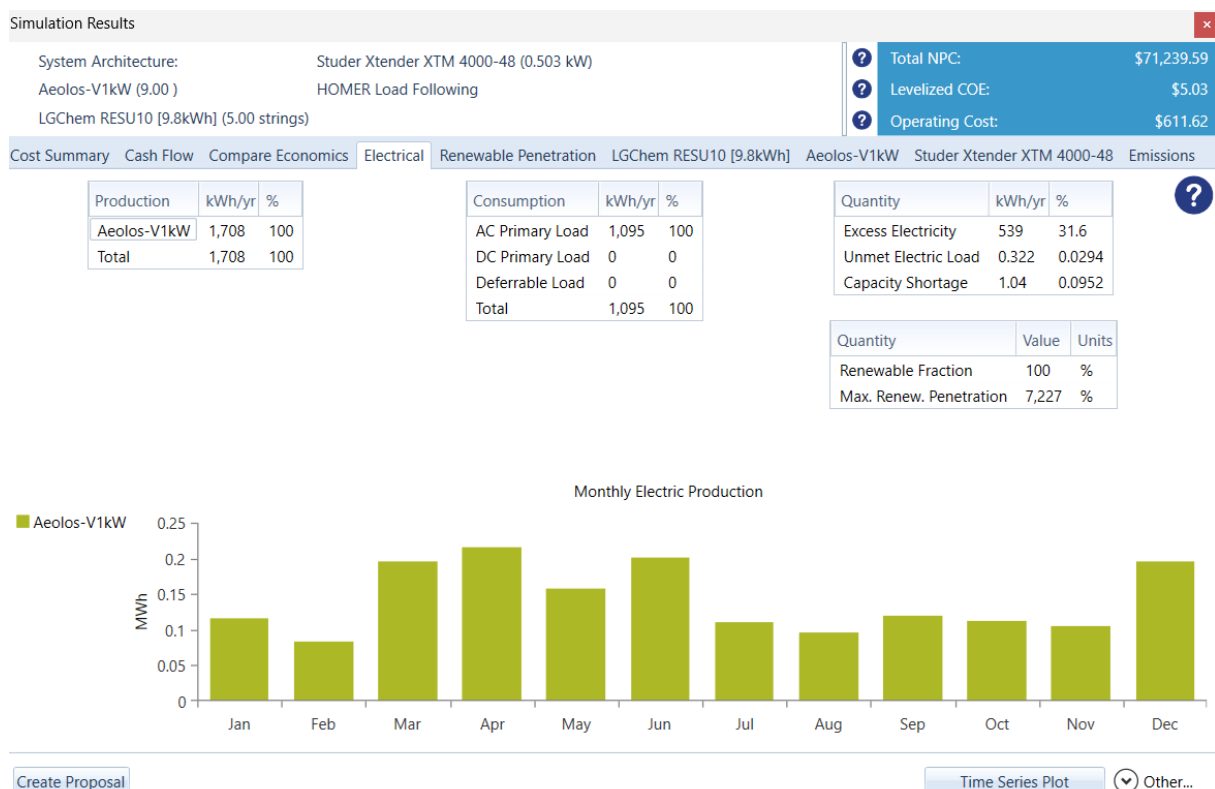 Simulation Results
×
System Architecture:
Studer Xtender XTM 4000-48 (0.503 kW)
Aeolos-V1kW (9.00 )
HOMER Load Following
LGChem RESU10 [9.8kWh] (5.00 strings)
? Total NPC: $71,239.59
? Levelized COE: $5.03
? Operating Cost: $611.62
Cost Summary Cash Flow Compare Economics Electrical Renewable Penetration LGChem RESU10 [9.8kWh] Aeolos-V1kW Studer Xtender XTM 4000-48 Emissions
Production kWh/yr %
Aeolos-V1kW 1,708 100
Total 1,708 100
Consumption kWh/yr %
AC Primary Load 1,095 100
DC Primary Load 0 0
Deferrable Load 0 0
Total 1,095 100
Quantity kWh/yr %
Excess Electricity 539 31.6
Unmet Electric Load 0.322 0.0294
Capacity Shortage 1.04 0.0952
?
Quantity Value Units
Renewable Fraction 100 %
Max. Renew. Penetration 7,227 %
Monthly Electric Production
Aeolos-V1kW
MWh
0.25
0.2
0.15
0.1
0.05
0
Jan Feb Mar Apr May Jun Jul Aug Sep Oct Nov Dec
Create Proposal
Time Series Plot
Other...